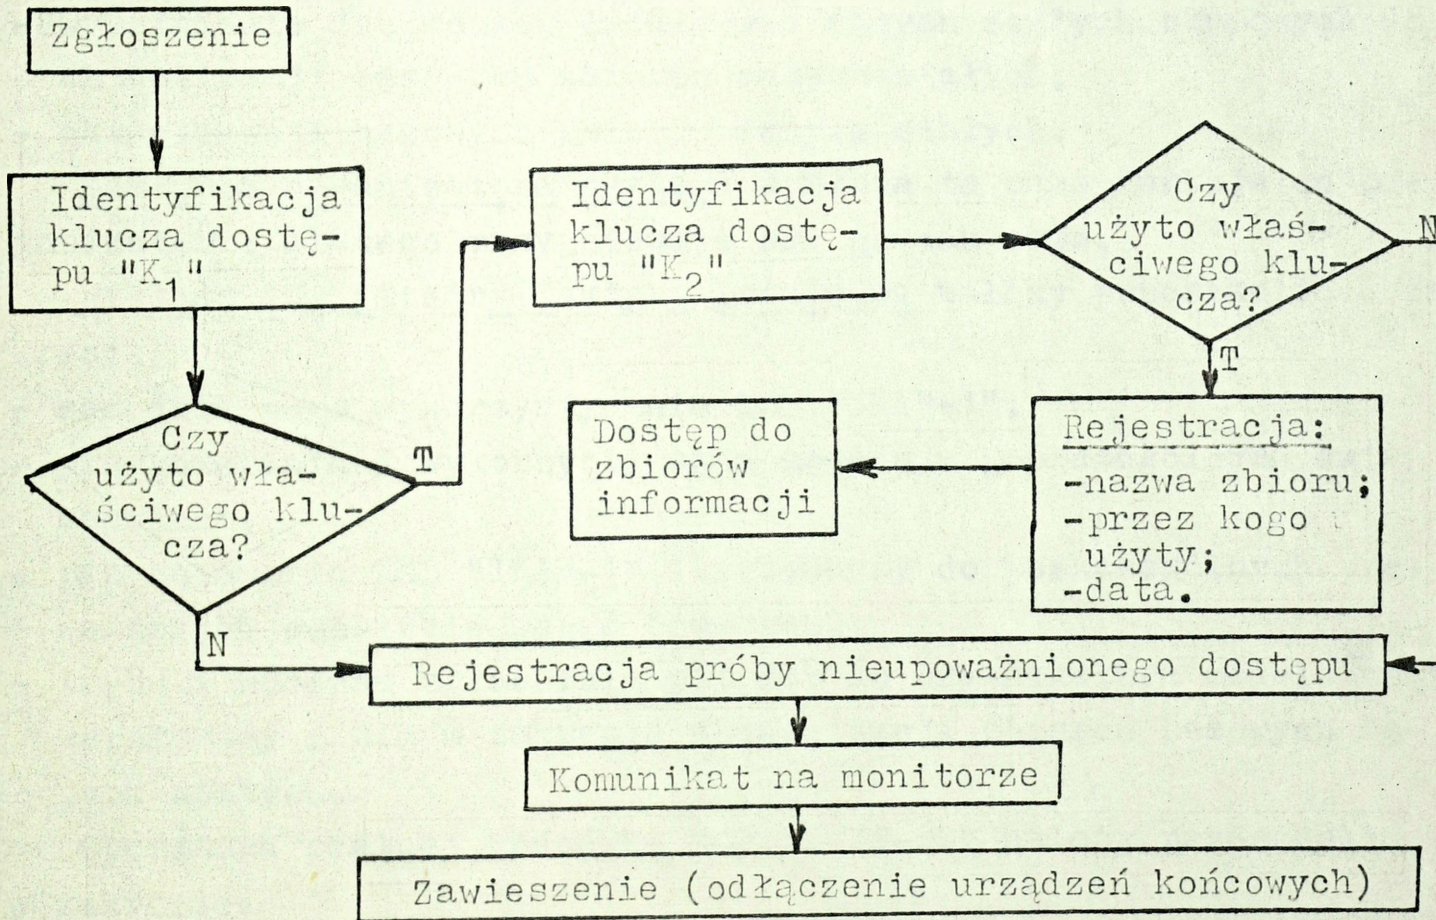 Zgłoszenie
Identyfikacja
klucza dostę-
pu "K1"
Czy
użyto wła-
ściwego klu-
cza?
T
N
Identyfikacja
klucza dostę-
pu "K2"
Czy
użyto właś-
ciwego klu-
cza?
N
T
Rejestracja:
-nazwa zbioru;
-przez kogo
użyty;
-data.
Dostęp do
zbiorów
informacji
Rejestracja próby nieupoważnionego dostępu
Komunikat na monitorze
Zawieszenie (odłączenie urządzeń końcowych)